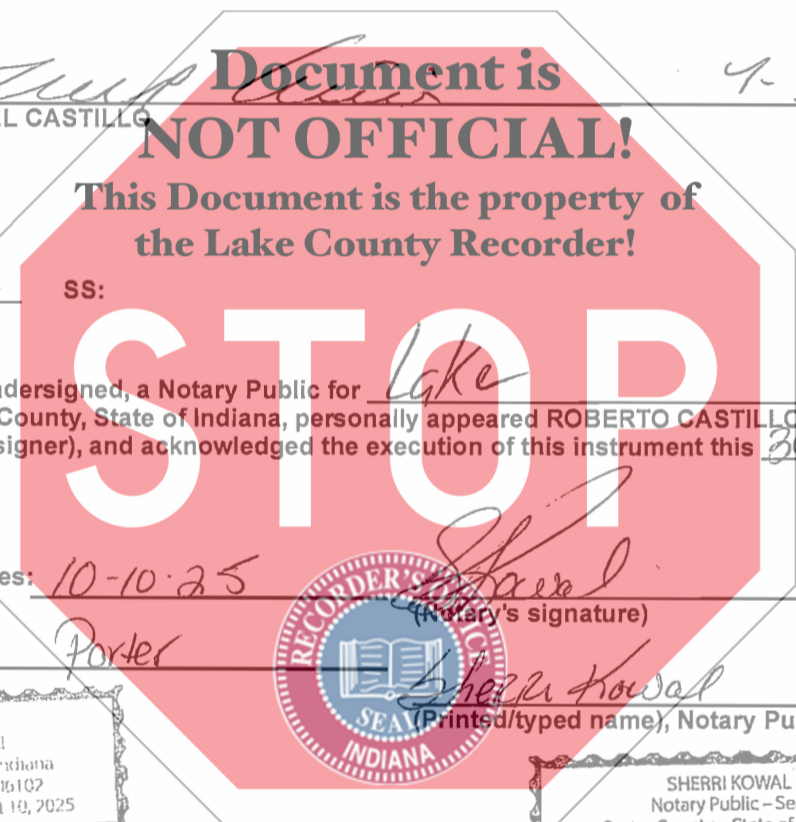 Document is
NOT OFFICIAL!
This Document is the property of
the Lake County Recorder!
L CASTILLO
SS:
STOP
ndersigned, a Notary Public for Lake
County, State of Indiana, personally appeared ROBERTO CASTILLO
signer), and acknowledged the execution of this instrument this 30
es: 10-10-25
(Notary's signature)
Porter
Sherri Kowal
(Printed/typed name), Notary Pu
RECORDER'S OFFICE
SEAL
INDIANA
ndiana
10, 2025
SHERRI KOWAL
Notary Public – Se